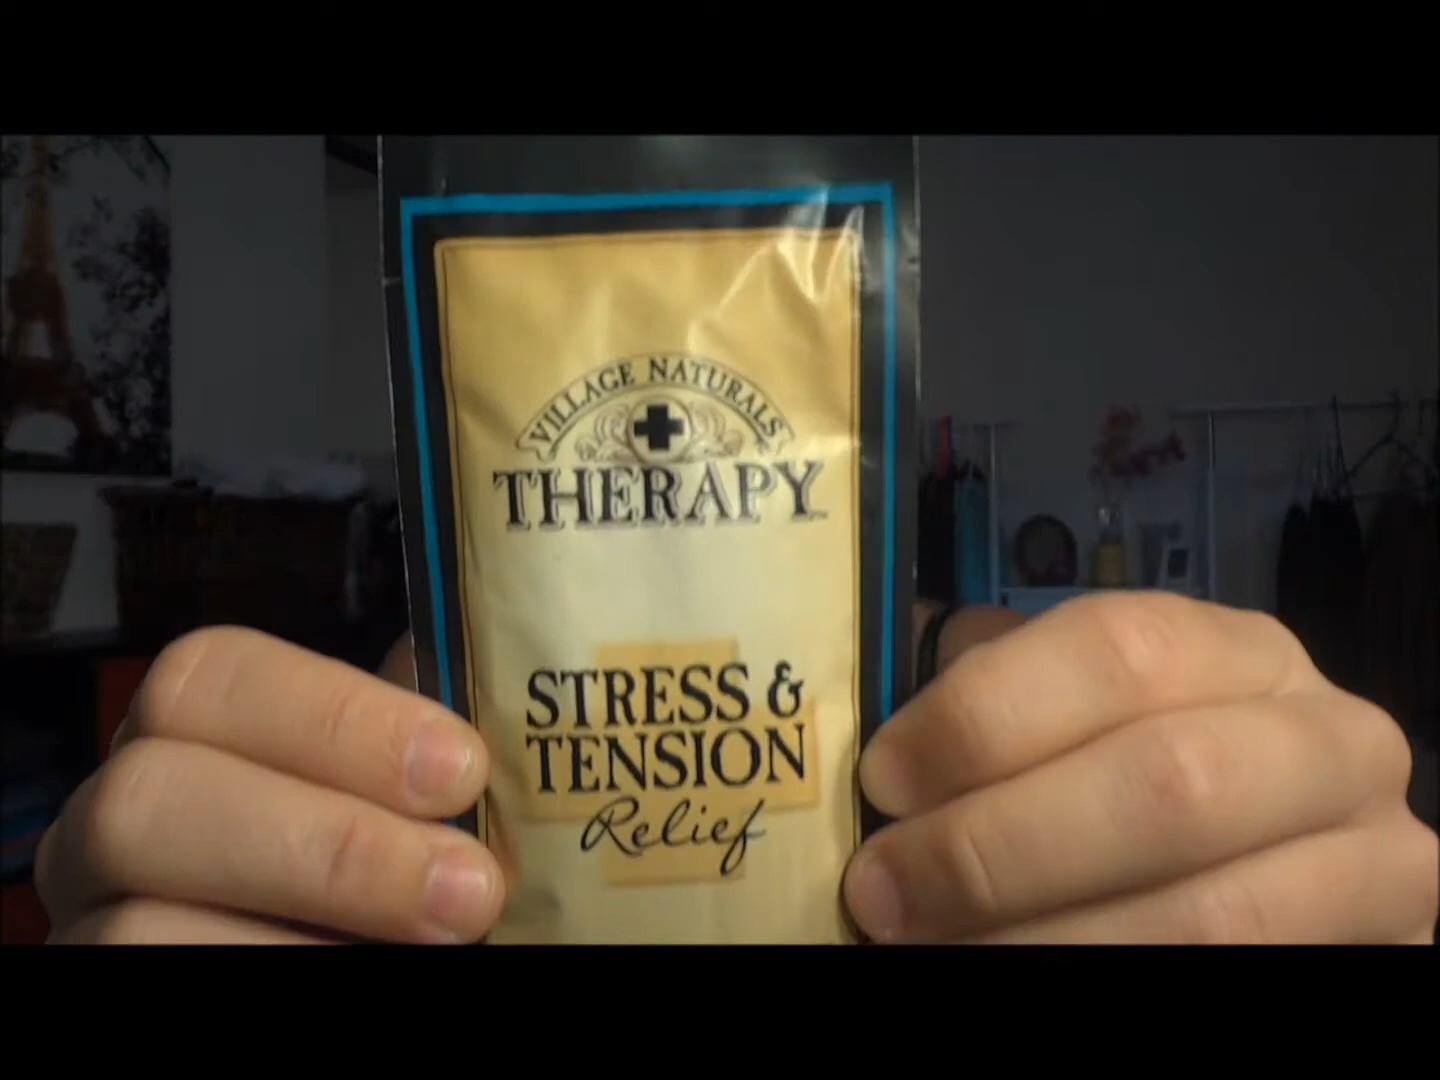 VILLAGE NATURALS
THERAPY
STRESS &
TENSION
Relief